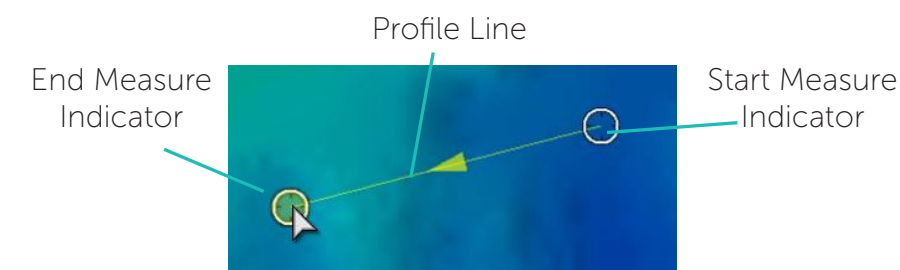 Profile Line
End Measure
Indicator
Start Measure
Indicator